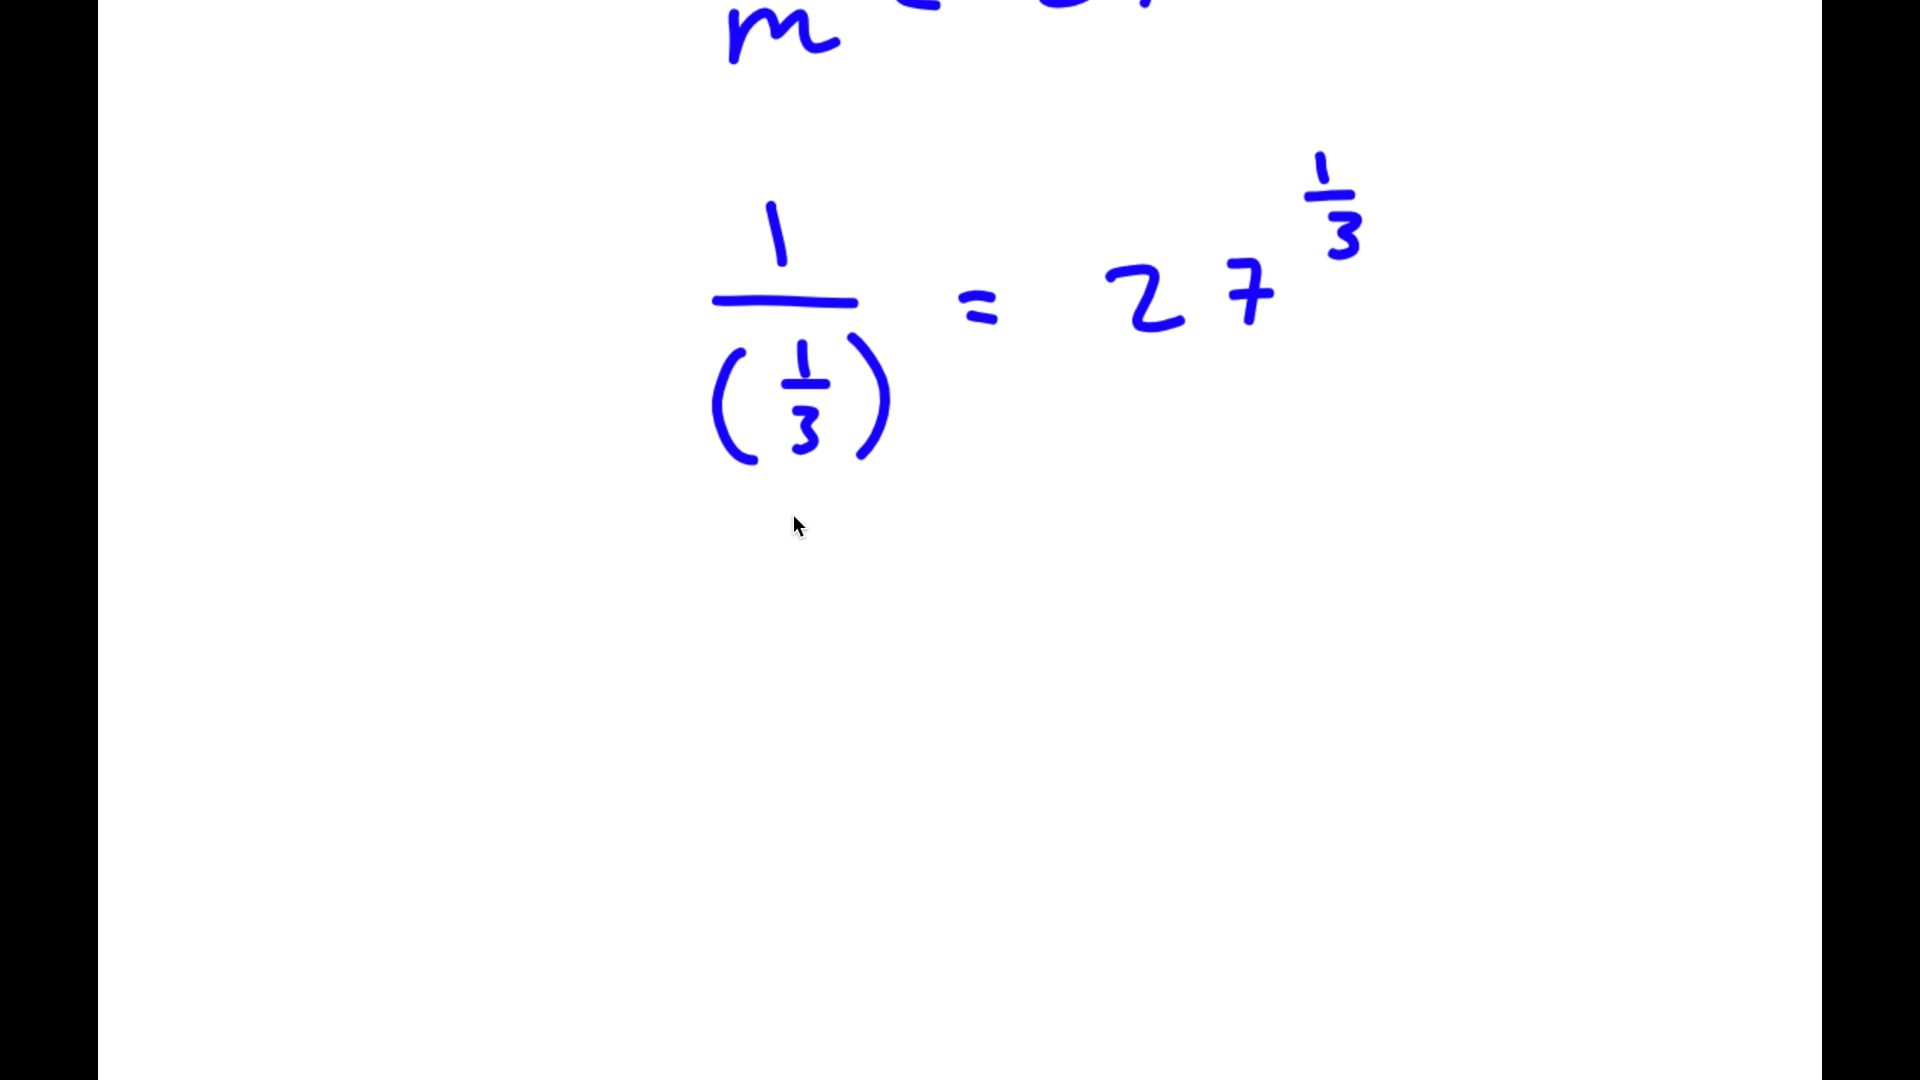 m
1/(1/3) = 27^(1/3)